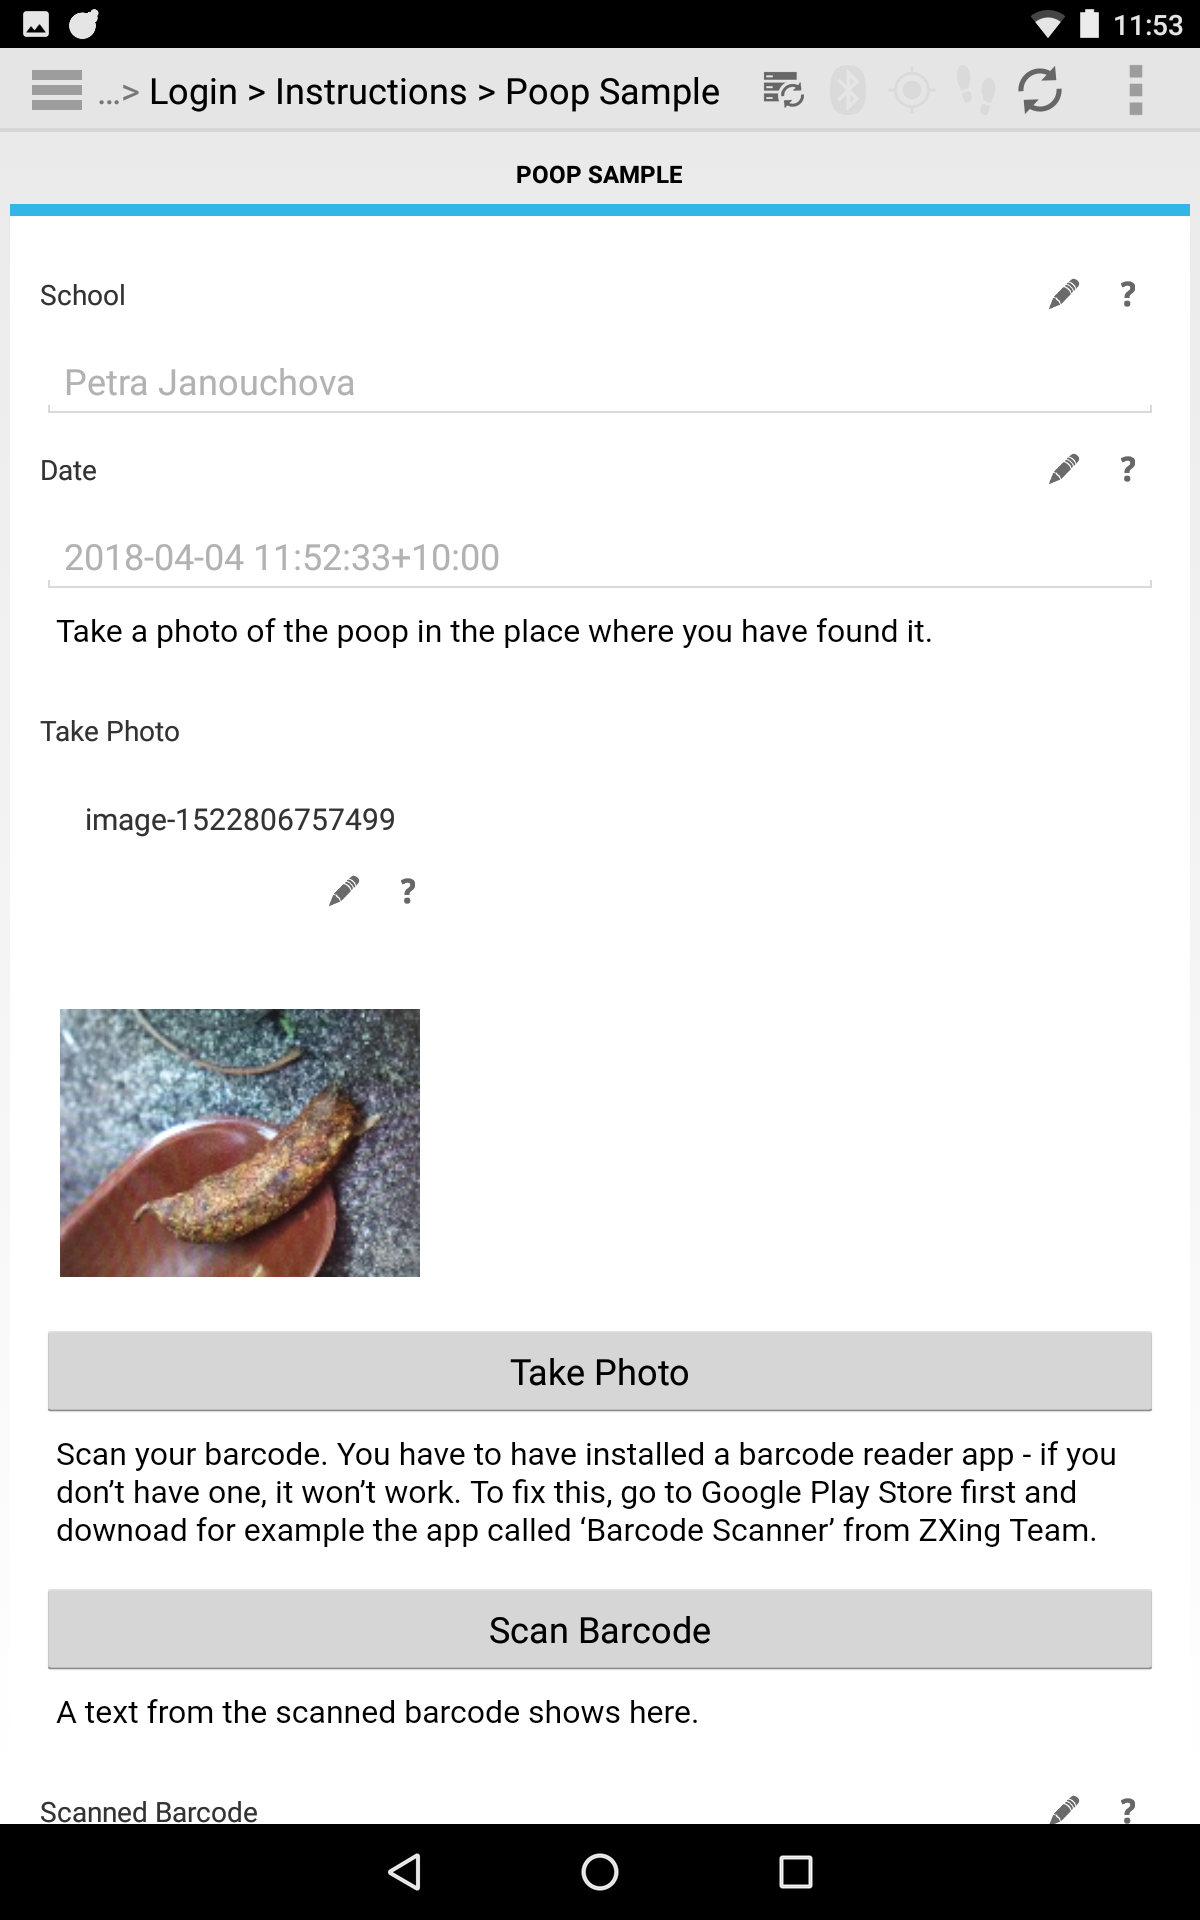 11:53
...> Login > Instructions > Poop Sample
POOP SAMPLE
School
?
Petra Janouchova
Date
?
2018-04-04 11:52:33+10:00
Take a photo of the poop in the place where you have found it.
Take Photo
image-1522806757499
?
Take Photo
Scan your barcode. You have to have installed a barcode reader app - if you
don’t have one, it won’t work. To fix this, go to Google Play Store first and
downoad for example the app called ‘Barcode Scanner’ from ZXing Team.
Scan Barcode
A text from the scanned barcode shows here.
Scanned Barcode
?